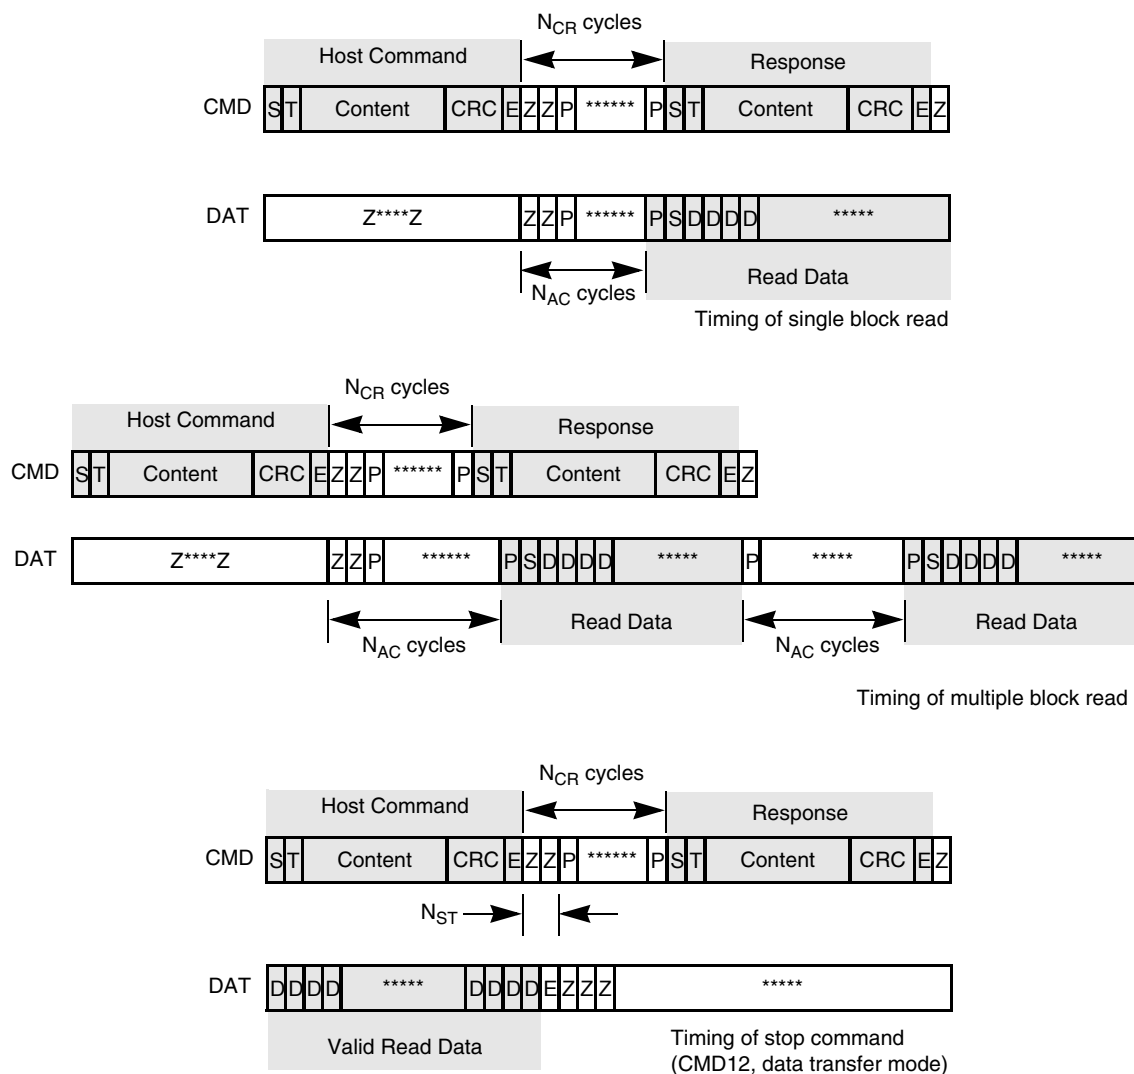 N_CR cycles
Host Command
Response
CMD S T Content CRC E Z Z P ****** P S T Content CRC E Z
DAT Z****Z Z Z P ****** P S D D D D *****
N_AC cycles
Read Data
Timing of single block read
N_CR cycles
Host Command
Response
CMD S T Content CRC E Z Z P ****** P S T Content CRC E Z
DAT Z****Z Z Z P ****** P S D D D D ***** P ***** P S D D D D *****
N_AC cycles
Read Data
N_AC cycles
Read Data
Timing of multiple block read
N_CR cycles
Host Command
Response
CMD S T Content CRC E Z Z P ****** P S T Content CRC E Z
N_ST
DAT D D D D ***** D D D D E Z Z Z *****
Valid Read Data
Timing of stop command
(CMD12, data transfer mode)